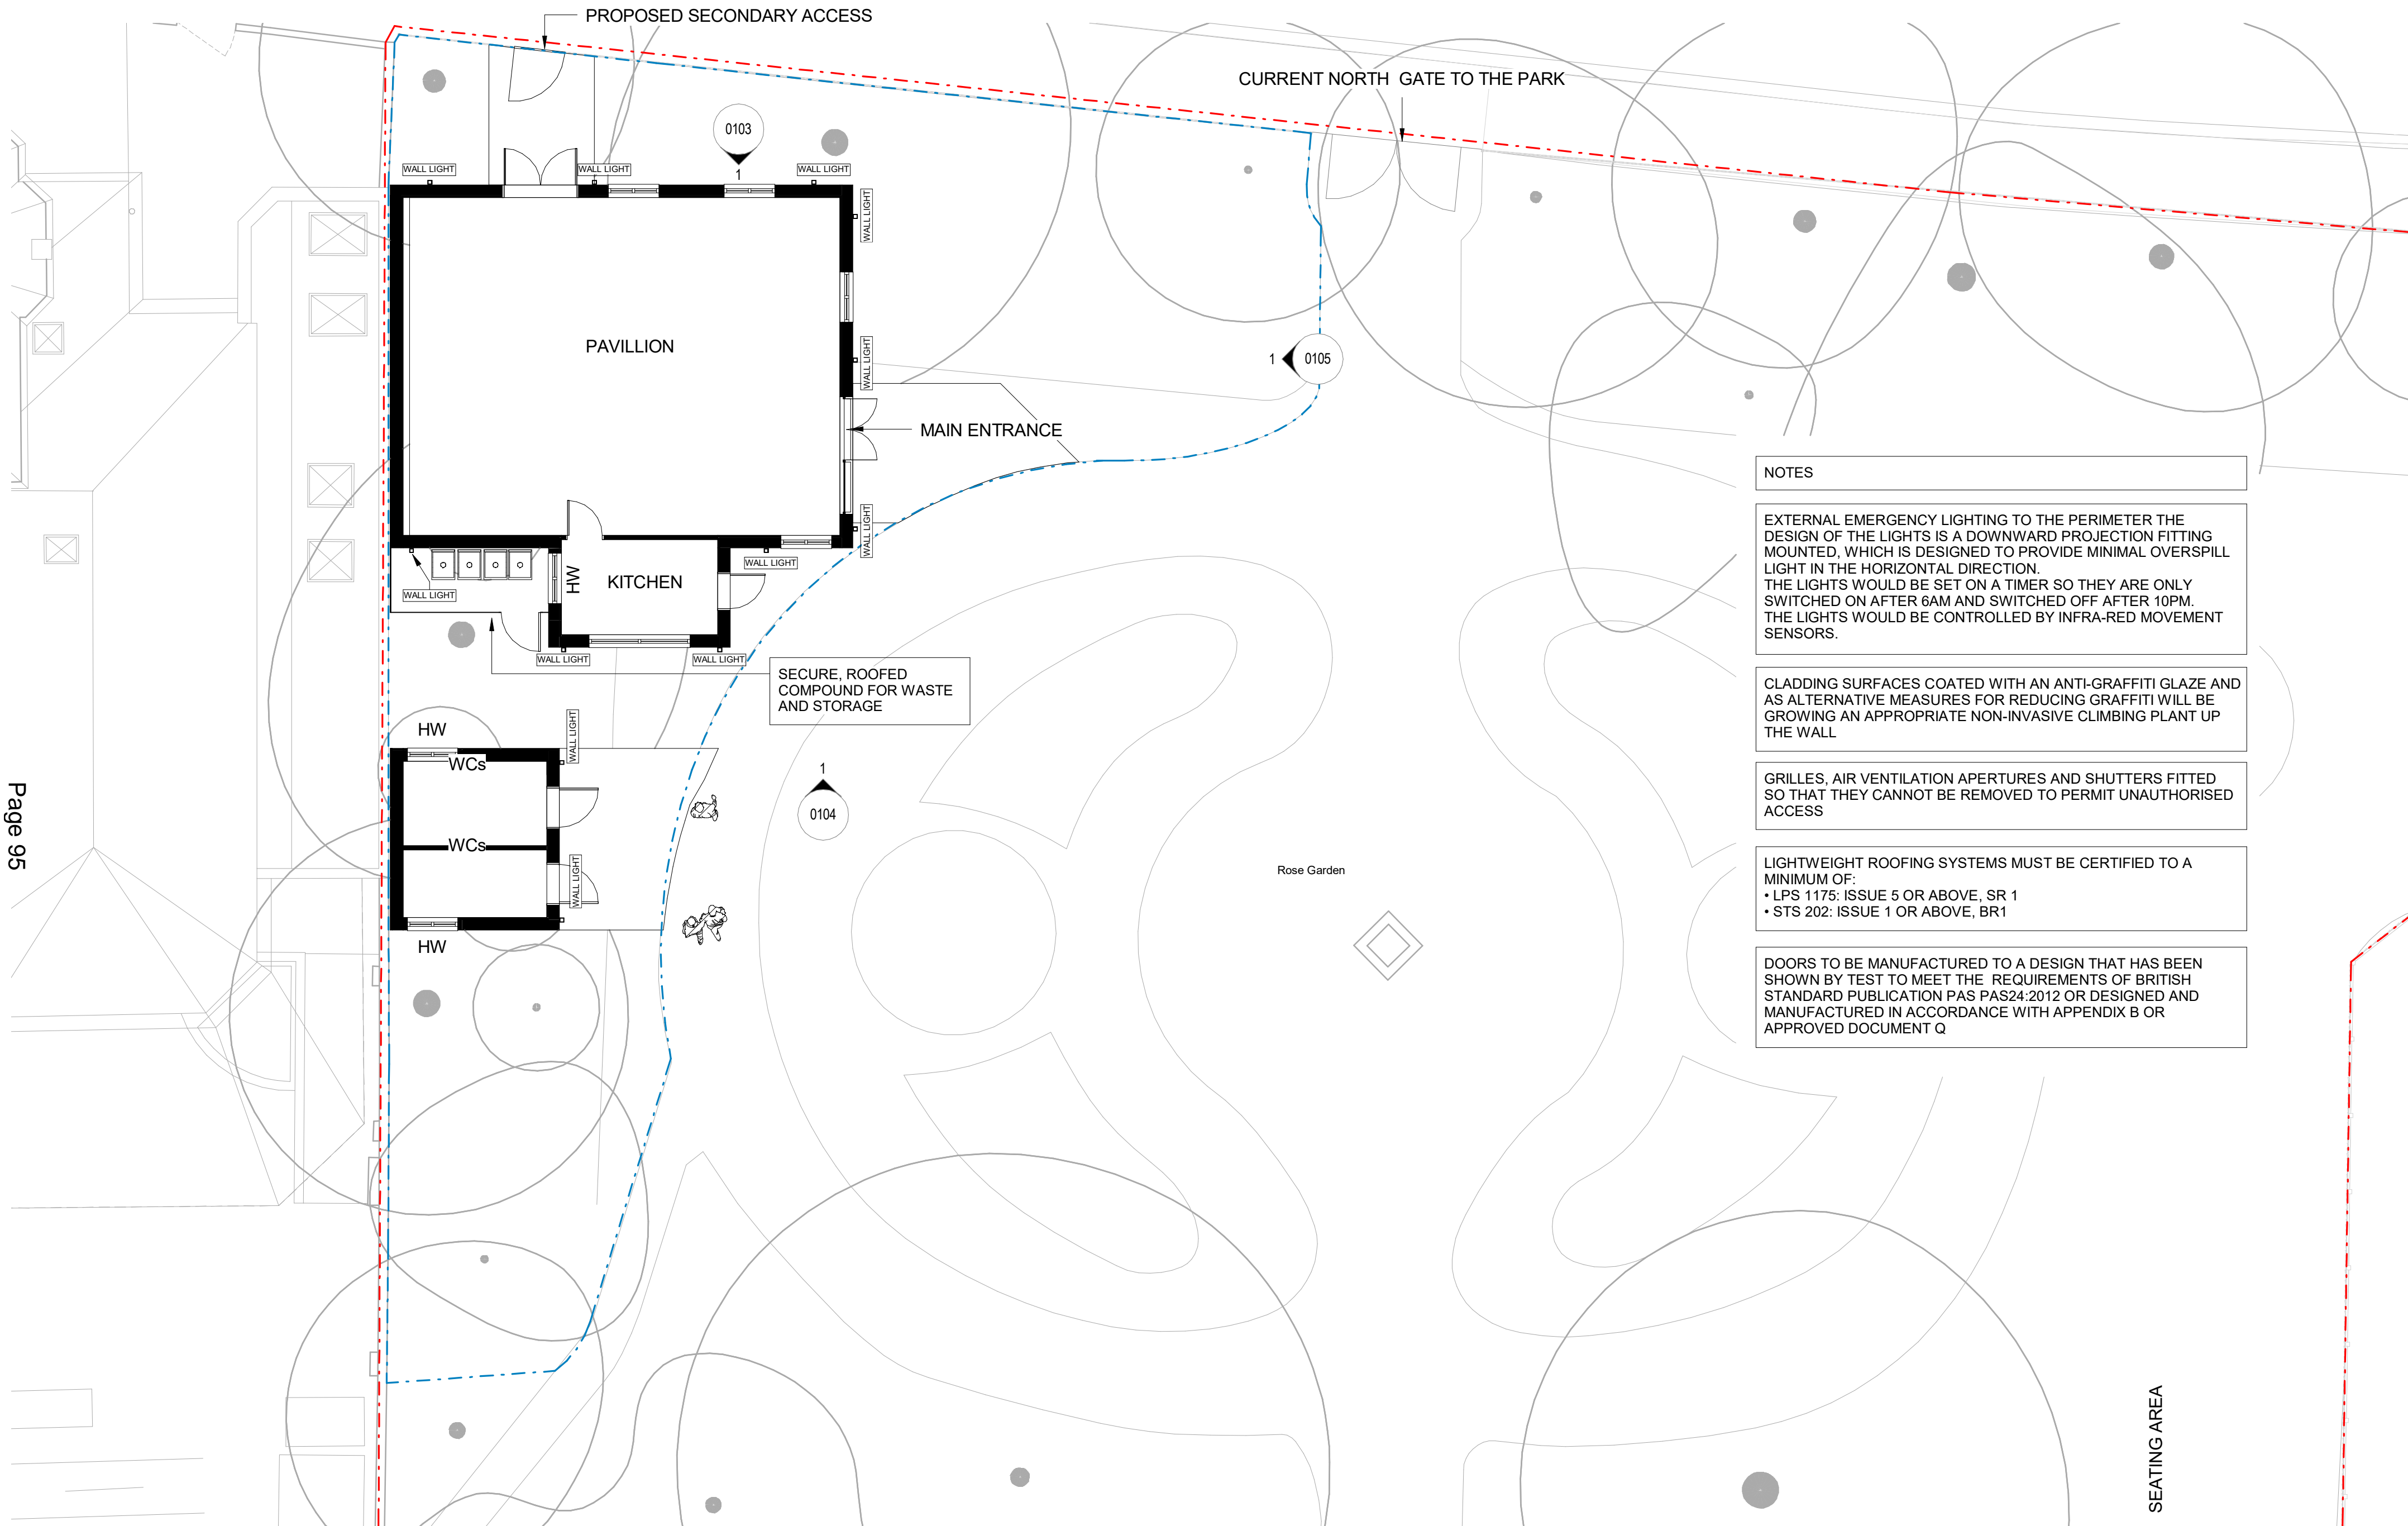 PROPOSED SECONDARY ACCESS
CURRENT NORTH GATE TO THE PARK
0103
1
WALL LIGHT
WALL LIGHT
WALL LIGHT
WALL LIGHT
PAVILLION
WALL LIGHT
1
0105
MAIN ENTRANCE
WALL LIGHT
WALL LIGHT
HW
KITCHEN
WALL LIGHT
WALL LIGHT
WALL LIGHT
SECURE, ROOFED
COMPOUND FOR WASTE
AND STORAGE
HW
WALL LIGHT
WCs
1
0104
WCs
WALL LIGHT
HW
Rose Garden
Page 95
NOTES
EXTERNAL EMERGENCY LIGHTING TO THE PERIMETER THE
DESIGN OF THE LIGHTS IS A DOWNWARD PROJECTION FITTING
MOUNTED, WHICH IS DESIGNED TO PROVIDE MINIMAL OVERSPILL
LIGHT IN THE HORIZONTAL DIRECTION.
THE LIGHTS WOULD BE SET ON A TIMER SO THEY ARE ONLY
SWITCHED ON AFTER 6AM AND SWITCHED OFF AFTER 10PM.
THE LIGHTS WOULD BE CONTROLLED BY INFRA-RED MOVEMENT
SENSORS.
CLADDING SURFACES COATED WITH AN ANTI-GRAFFITI GLAZE AND
AS ALTERNATIVE MEASURES FOR REDUCING GRAFFITI WILL BE
GROWING AN APPROPRIATE NON-INVASIVE CLIMBING PLANT UP
THE WALL
GRILLES, AIR VENTILATION APERTURES AND SHUTTERS FITTED
SO THAT THEY CANNOT BE REMOVED TO PERMIT UNAUTHORISED
ACCESS
LIGHTWEIGHT ROOFING SYSTEMS MUST BE CERTIFIED TO A
MINIMUM OF:
• LPS 1175: ISSUE 5 OR ABOVE, SR 1
• STS 202: ISSUE 1 OR ABOVE, BR1
DOORS TO BE MANUFACTURED TO A DESIGN THAT HAS BEEN
SHOWN BY TEST TO MEET THE REQUIREMENTS OF BRITISH
STANDARD PUBLICATION PAS PAS24:2012 OR DESIGNED AND
MANUFACTURED IN ACCORDANCE WITH APPENDIX B OR
APPROVED DOCUMENT Q
SEATING AREA